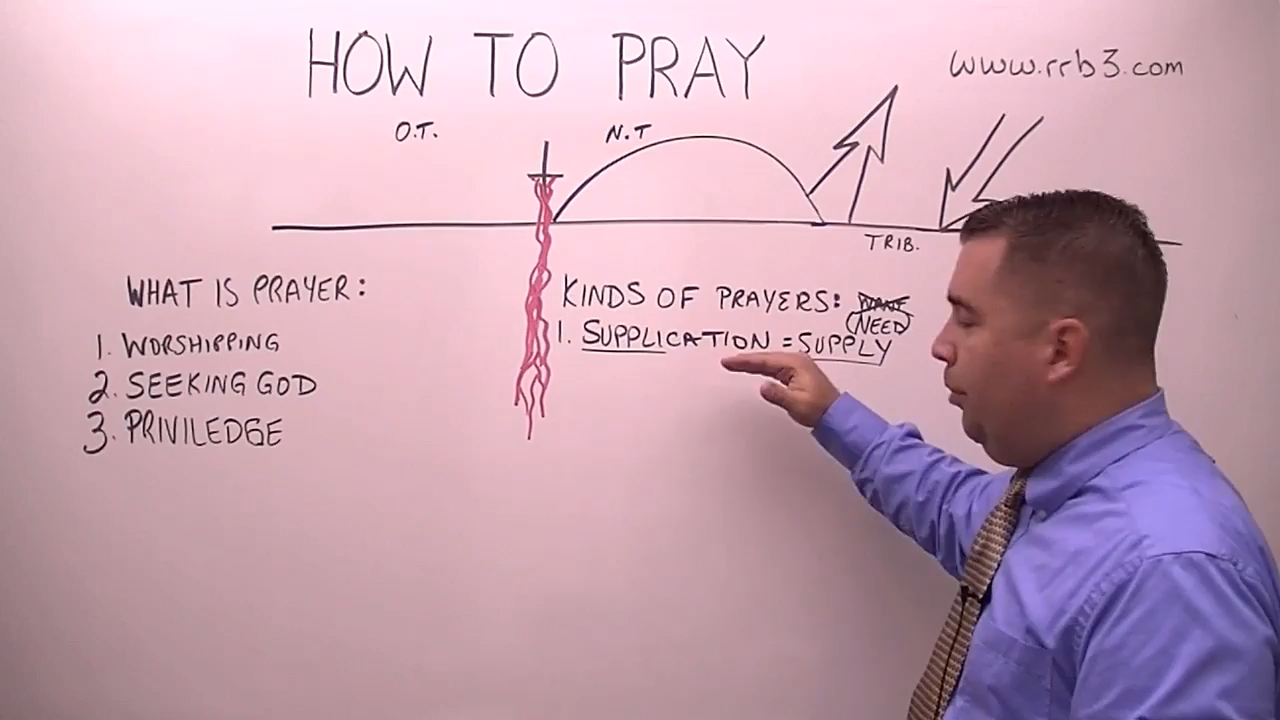 HOW TO PRAY
www.rrb3.com
O.T.
N.T
TRIB.
WHAT IS PRAYER:
1. WORSHIPPING
2. SEEKING GOD
3. PRIVILEDGE
KINDS OF PRAYERS: WANT
NEED
1. SUPPLICATION = SUPPLY